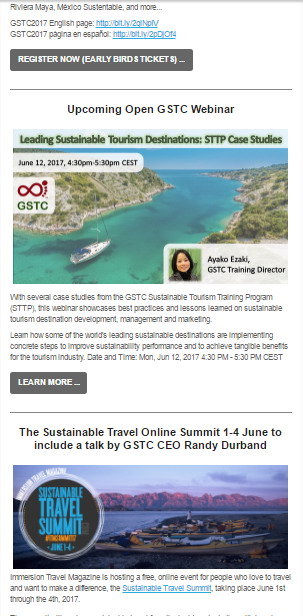 Riviera Maya, México Sustentable, and more...
GSTC2017 English page: http://bit.ly/2glNplV
GSTC2017 página en español: http://bit.ly/2pDjOf4
REGISTER NOW (EARLY BIRDS TICKETS) ...
Upcoming Open GSTC Webinar
Leading Sustainable Tourism Destinations: STTP Case Studies
June 12, 2017, 4:30pm-5:30pm CEST
GSTC
Ayako Ezaki,
GSTC Training Director
With several case studies from the GSTC Sustainable Tourism Training Program
(STTP), this webinar showcases best practices and lessons learned on sustainable
tourism destination development, management and marketing.
Learn how some of the world's leading sustainable destinations are implementing
concrete steps to improve sustainability performance and to achieve tangible benefits
for the tourism industry. Date and Time: Mon, Jun 12, 2017 4:30 PM - 5:30 PM CEST
LEARN MORE ...
The Sustainable Travel Online Summit 1-4 June to
include a talk by GSTC CEO Randy Durband
TRAVEL MAGAZINE
SUSTAINABLE
TRAVEL
SUMMIT
• JUNE 1-4 •
Immersion Travel Magazine is hosting a free, online event for people who love to travel
and want to make a difference, the Sustainable Travel Summit, taking place June 1st
through the 4th, 2017.